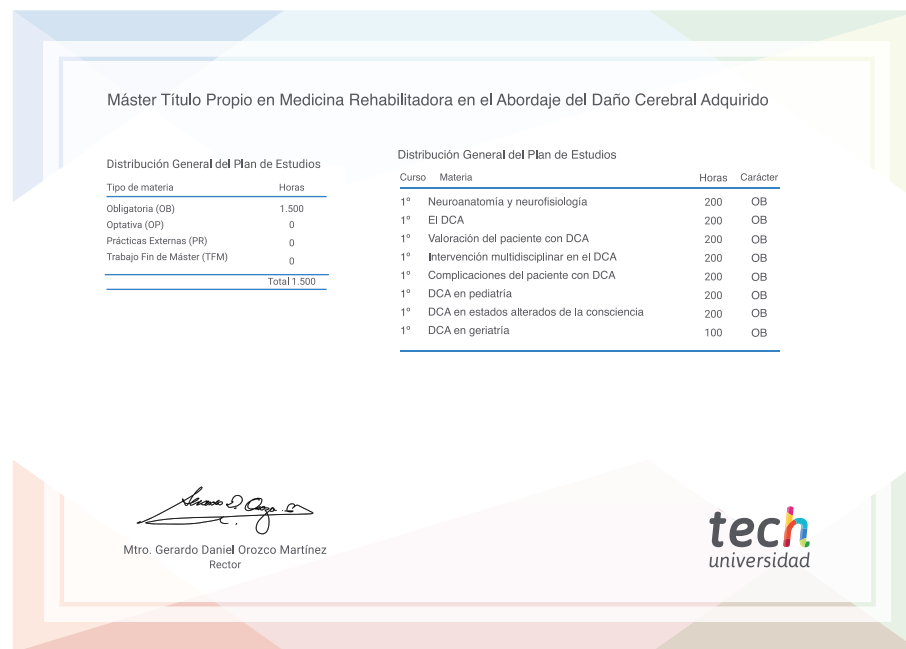 Máster Título Propio en Medicina Rehabilitadora en el Abordaje del Daño Cerebral Adquirido
Distribución General del Plan de Estudios
Tipo de materia Horas
Obligatoria (OB) 1.500
Optativa (OP) 0
Prácticas Externas (PR) 0
Trabajo Fin de Máster (TFM) 0
Total 1.500
Distribución General del Plan de Estudios
Curso Materia Horas Carácter
1º Neuroanatomía y neurofisiología 200 OB
1º El DCA 200 OB
1º Valoración del paciente con DCA 200 OB
1º Intervención multidisciplinar en el DCA 200 OB
1º Complicaciones del paciente con DCA 200 OB
1º DCA en pediatría 200 OB
1º DCA en estados alterados de la consciencia 200 OB
1º DCA en geriatría 100 OB
Mtro. Gerardo Daniel Orozco Martínez
Rector
tech
universidad